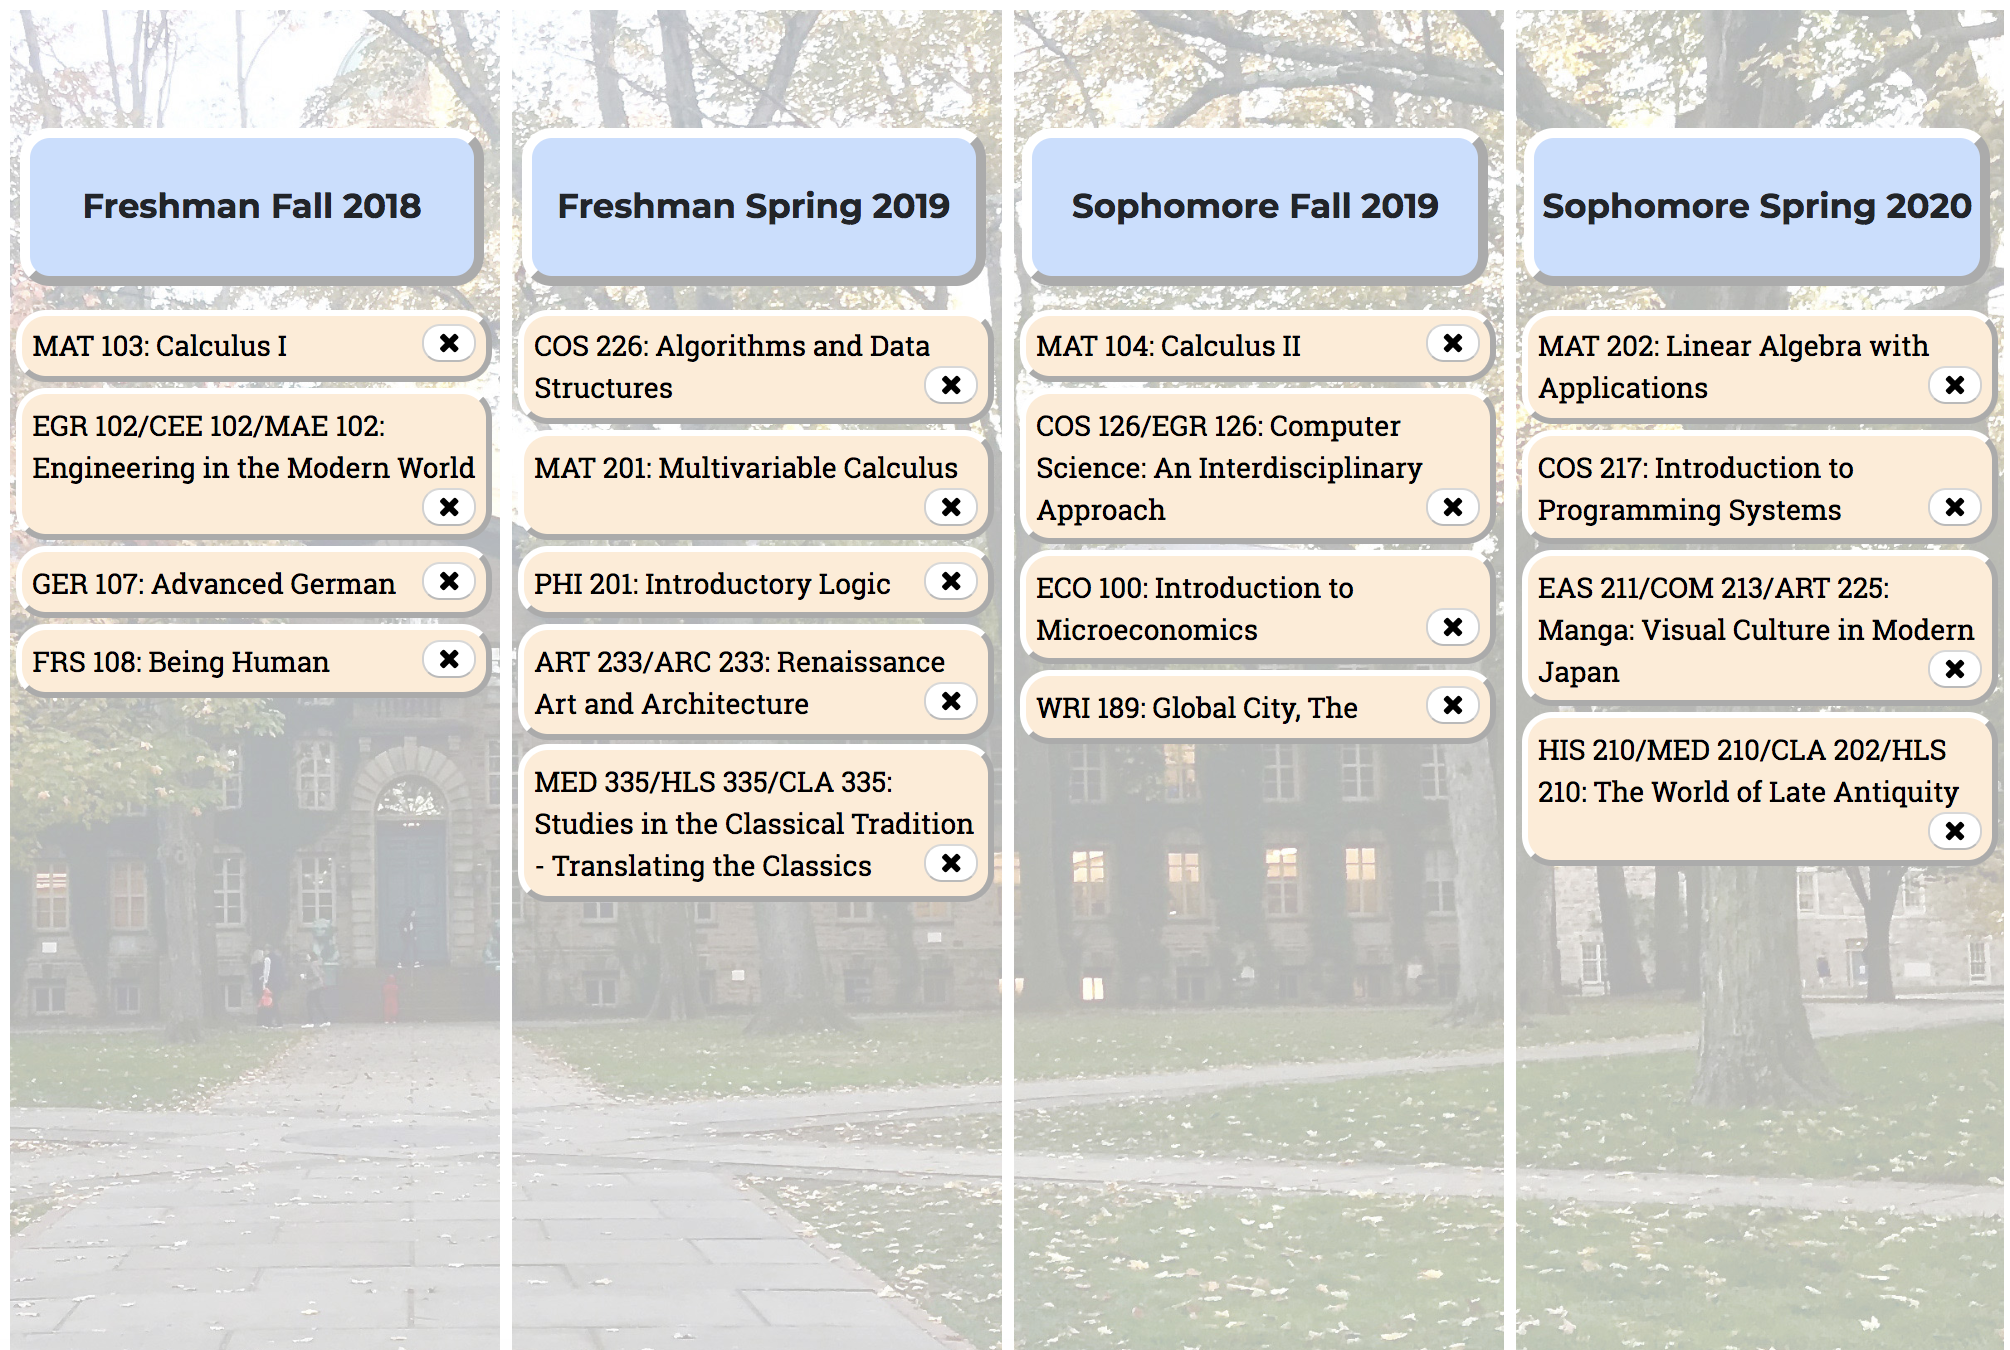 Freshman Fall 2018
MAT 103: Calculus I
EGR 102/CEE 102/MAE 102:
Engineering in the Modern World
GER 107: Advanced German
FRS 108: Being Human
Freshman Spring 2019
COS 226: Algorithms and Data
Structures
MAT 201: Multivariable Calculus
PHI 201: Introductory Logic
ART 233/ARC 233: Renaissance
Art and Architecture
MED 335/HLS 335/CLA 335:
Studies in the Classical Tradition
- Translating the Classics
Sophomore Fall 2019
MAT 104: Calculus II
COS 126/EGR 126: Computer
Science: An Interdisciplinary
Approach
ECO 100: Introduction to
Microeconomics
WRI 189: Global City, The
Sophomore Spring 2020
MAT 202: Linear Algebra with
Applications
COS 217: Introduction to
Programming Systems
EAS 211/COM 213/ART 225:
Manga: Visual Culture in Modern
Japan
HIS 210/MED 210/CLA 202/HLS
210: The World of Late Antiquity